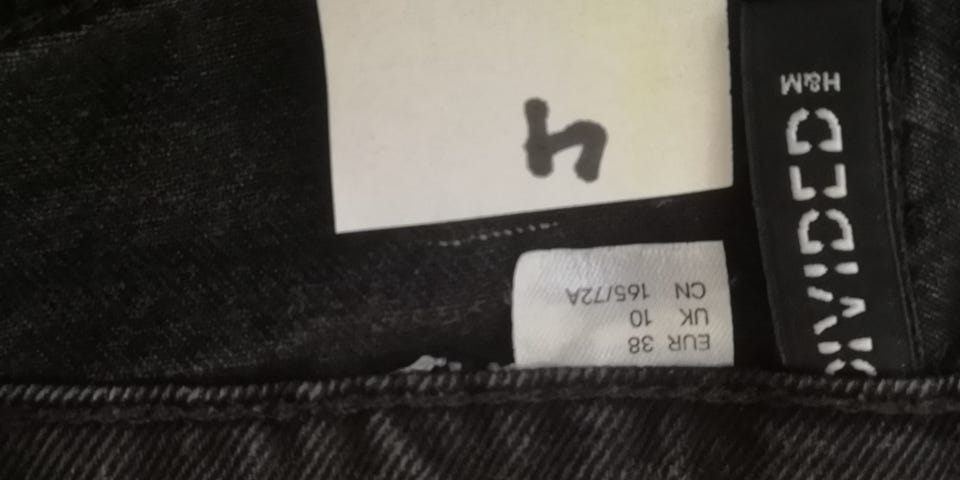 EUR 38
UK 10
CN 165/72A
DIVIDED
H&M
4